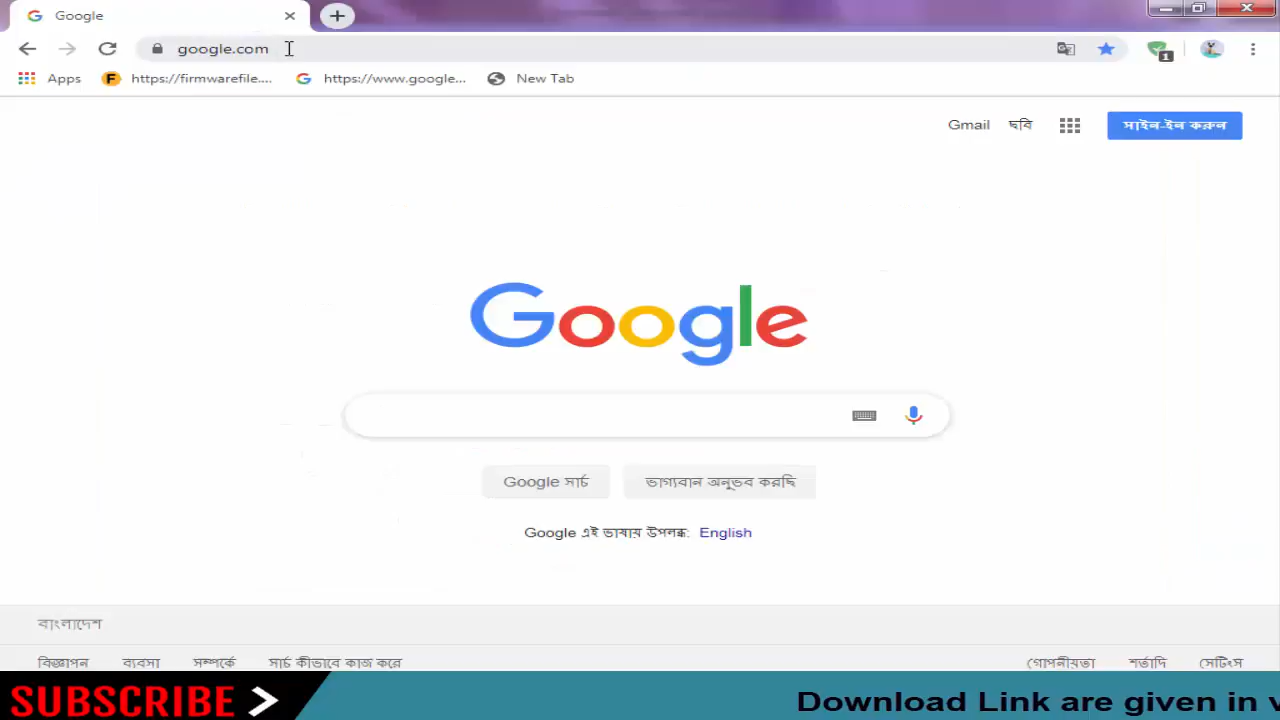 Google
google.com
Apps
https://firmwarefile....
https://www.google...
New Tab
1
Gmail
ছবি
সাইন-ইন করুন
Google
Google সার্চ
ভাগ্যবান অনুভব করছি
Google এই ভাষায় উপলব্ধ: English
বাংলাদেশ
বিজ্ঞাপন ব্যবসা সম্পর্কে সার্চ কীভাবে কাজ করে
গোপনীয়তা শর্তাদি সেটিংস
SUBSCRIBE
Download Link are given in